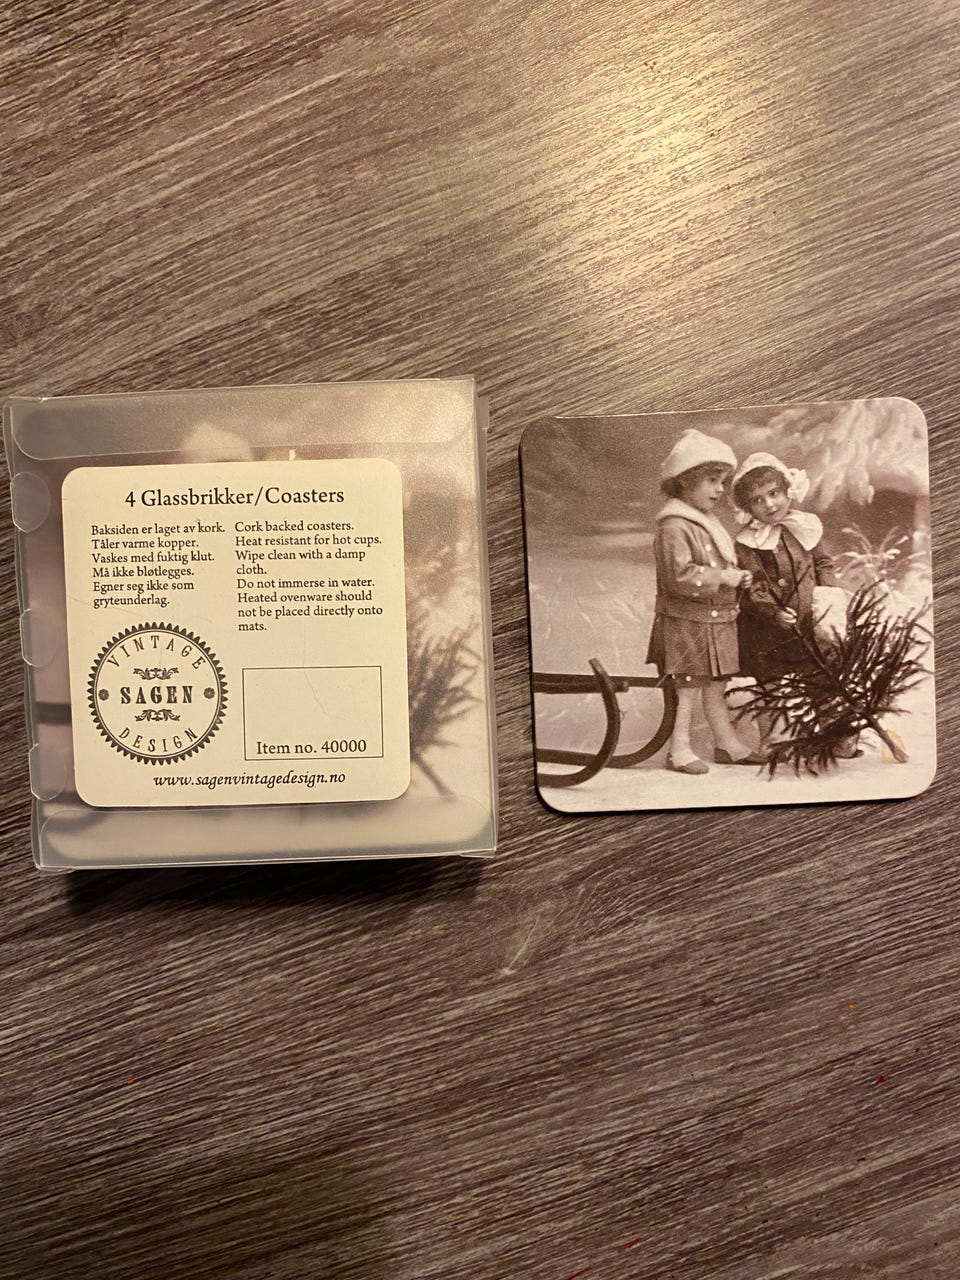 4 Glassbrikker/Coasters
Baksiden er laget av kork.
Tåler varme kopper.
Vaskes med fuktig klut.
Må ikke bløtlegges.
Egner seg ikke som
gryteunderlag.
Cork backed coasters.
Heat resistant for hot cups.
Wipe clean with a damp
cloth.
Do not immerse in water.
Heated ovenware should
not be placed directly onto
mats.
VINTAGE
SAGEN
DESIGN
Item no. 40000
www.sagenvintagedesign.no